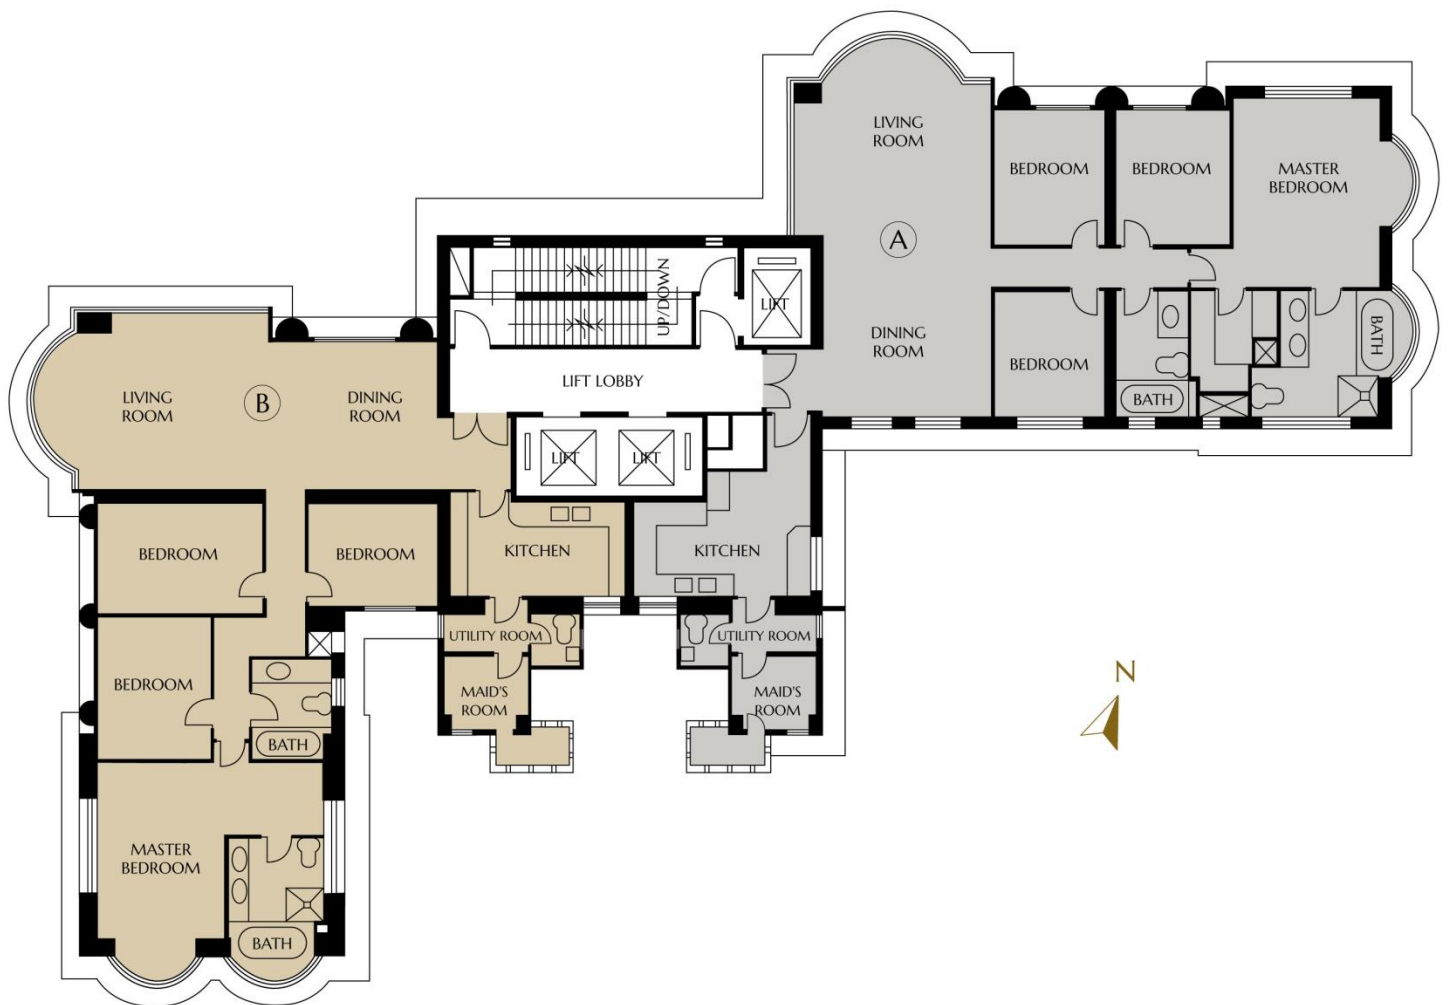 LIVING
ROOM
BEDROOM
BEDROOM
MASTER
BEDROOM
A
UP/DOWN
LIFT
DINING
ROOM
BEDROOM
BATH
BATH
LIFT LOBBY
LIVING
ROOM
B
DINING
ROOM
LIFT
LIFT
BEDROOM
BEDROOM
KITCHEN
KITCHEN
UTILITY ROOM
UTILITY ROOM
BEDROOM
MAID'S
ROOM
MAID'S
ROOM
BATH
MASTER
BEDROOM
BATH
N